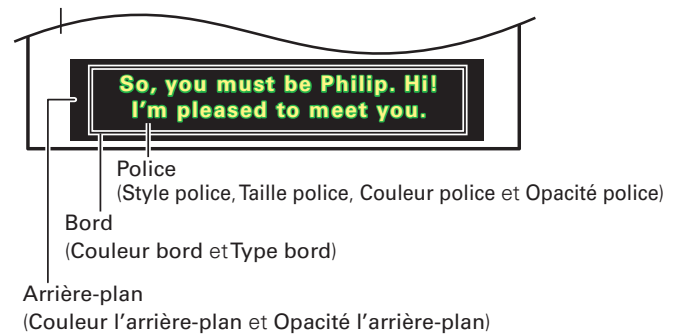 So, you must be Philip. Hi!
I'm pleased to meet you.
Police
(Style police, Taille police, Couleur police et Opacité police)
Bord
(Couleur bord et Type bord)
Arrière-plan
(Couleur l'arrière-plan et Opacité l'arrière-plan)